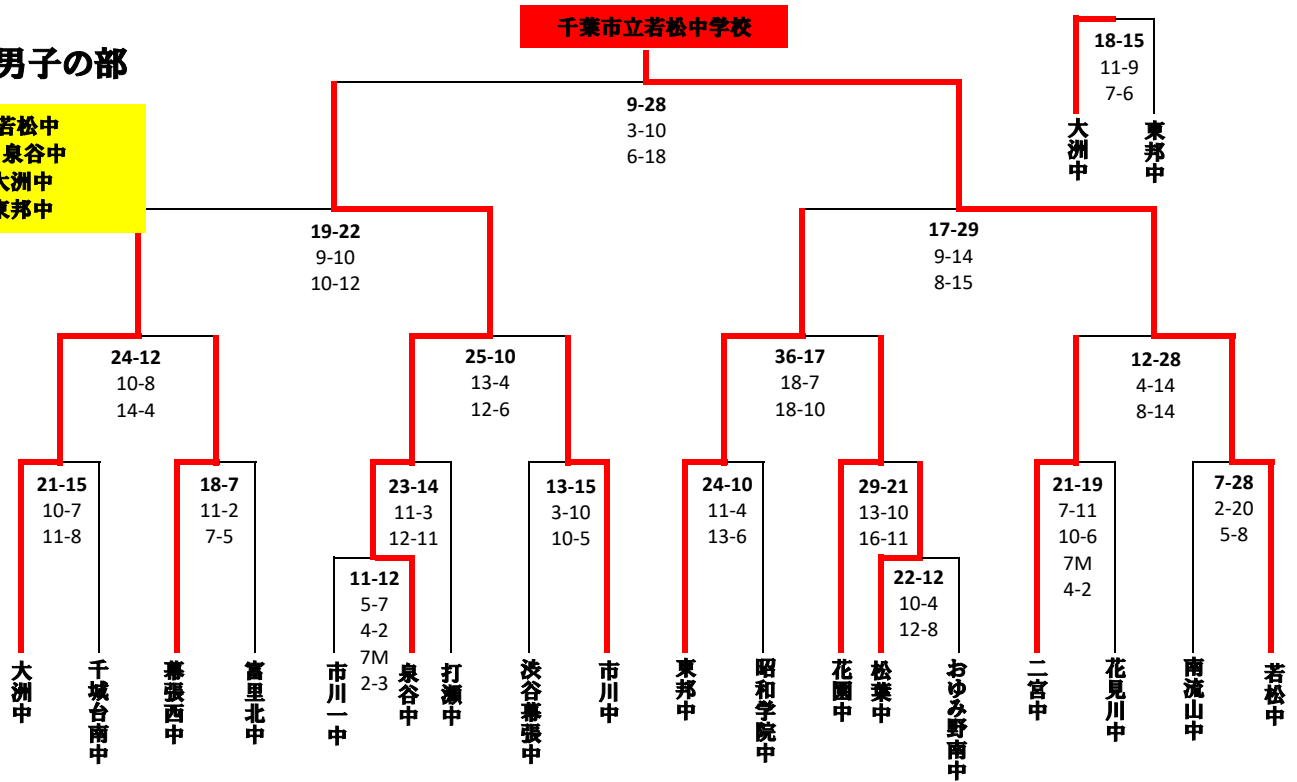 千葉市立若松中学校
男子の部
若松中
泉谷中
大洲中
東邦中
18-15
11-9
7-6
大洲中
東邦中
9-28
3-10
6-18
19-22
9-10
10-12
17-29
9-14
8-15
24-12
10-8
14-4
25-10
13-4
12-6
36-17
18-7
18-10
12-28
4-14
8-14
21-15
10-7
11-8
18-7
11-2
7-5
23-14
11-3
12-11
13-15
3-10
10-5
24-10
11-4
13-6
29-21
13-10
16-11
21-19
7-11
10-6
7M
4-2
7-28
2-20
5-8
11-12
5-7
4-2
7M
2-3
22-12
10-4
12-8
大洲中
千城台南中
幕張西中
富里北中
市川一中
泉谷中
打瀬中
渋谷幕張中
市川中
東邦中
昭和学院中
花園中
松葉中
おゆみ野南中
二宮中
花見川中
南流山中
若松中